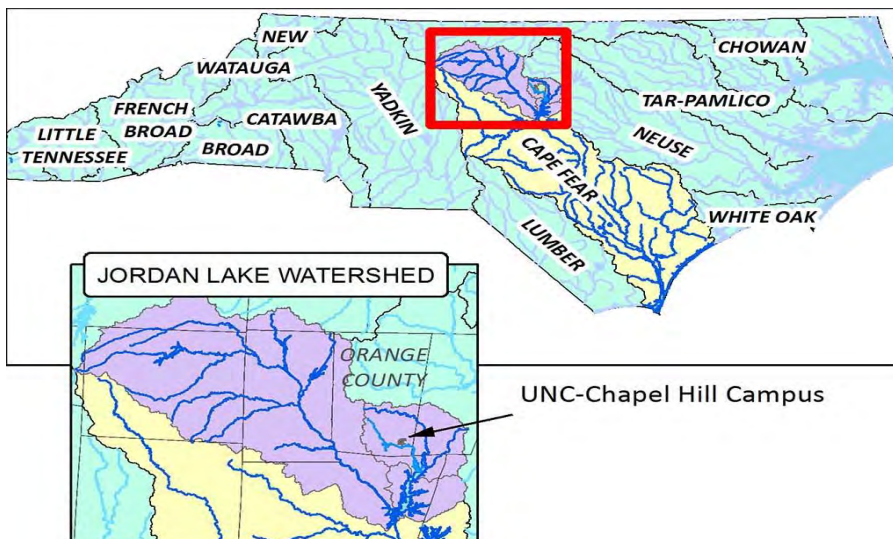 NEW
WATAUGA
FRENCH
BROAD
LITTLE
TENNESSEE
CATAWBA
BROAD
YADKIN
CHOWAN
TAR-PAMLICO
NEUSE
CAPE FEAR
WHITE OAK
LUMBER
JORDAN LAKE WATERSHED
ORANGE
COUNTY
UNC-Chapel Hill Campus